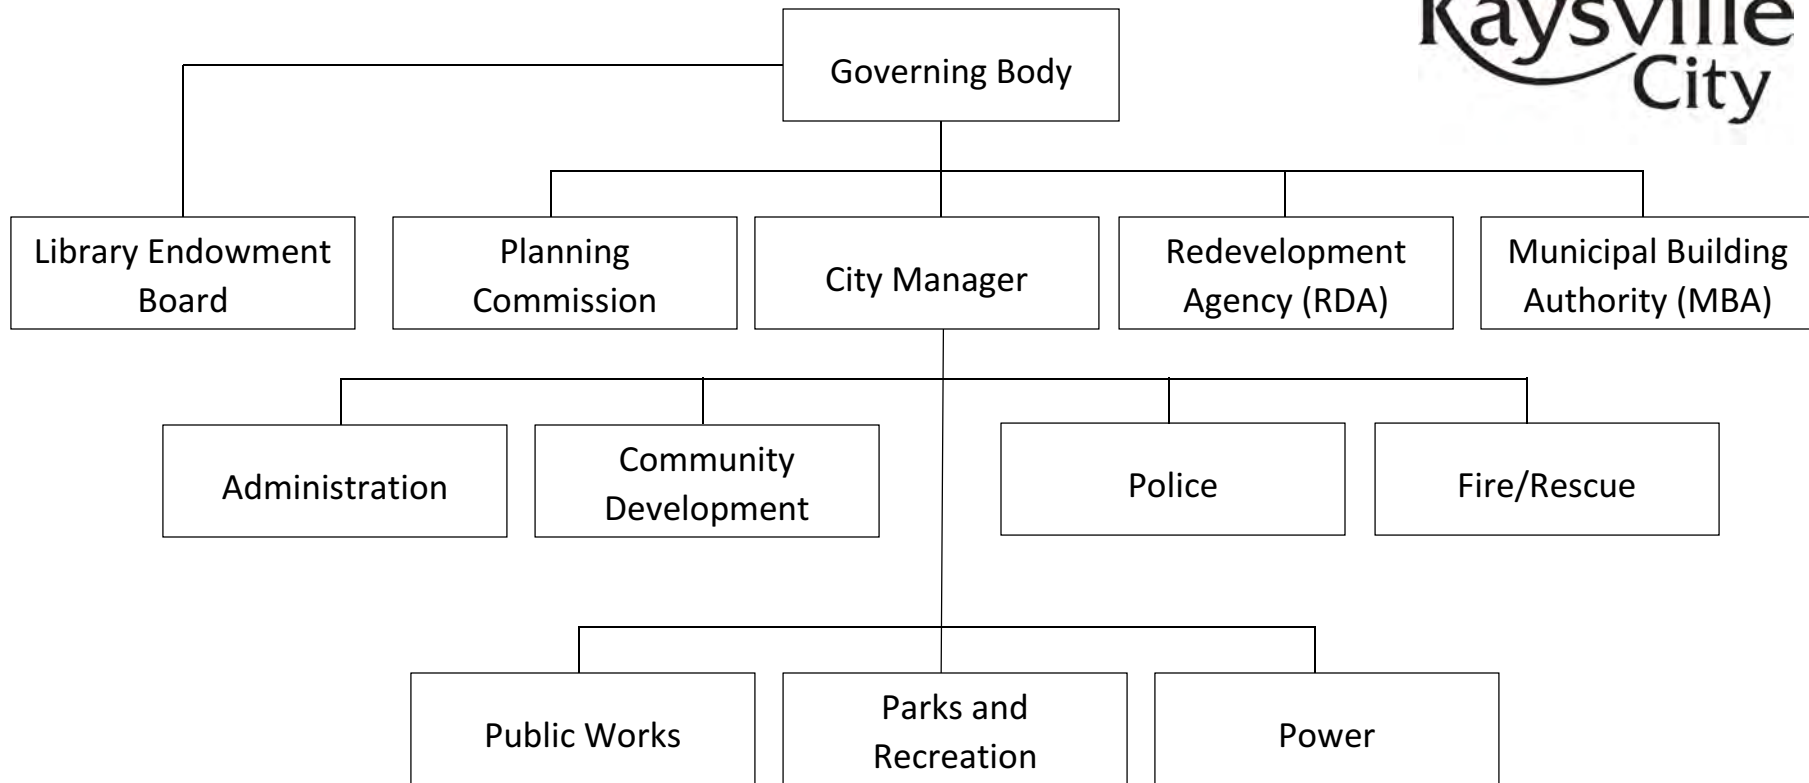 Kaysville
City
Governing Body
Library Endowment
Board
Planning
Commission
City Manager
Redevelopment
Agency (RDA)
Municipal Building
Authority (MBA)
Administration
Community
Development
Police
Fire/Rescue
Public Works
Parks and
Recreation
Power